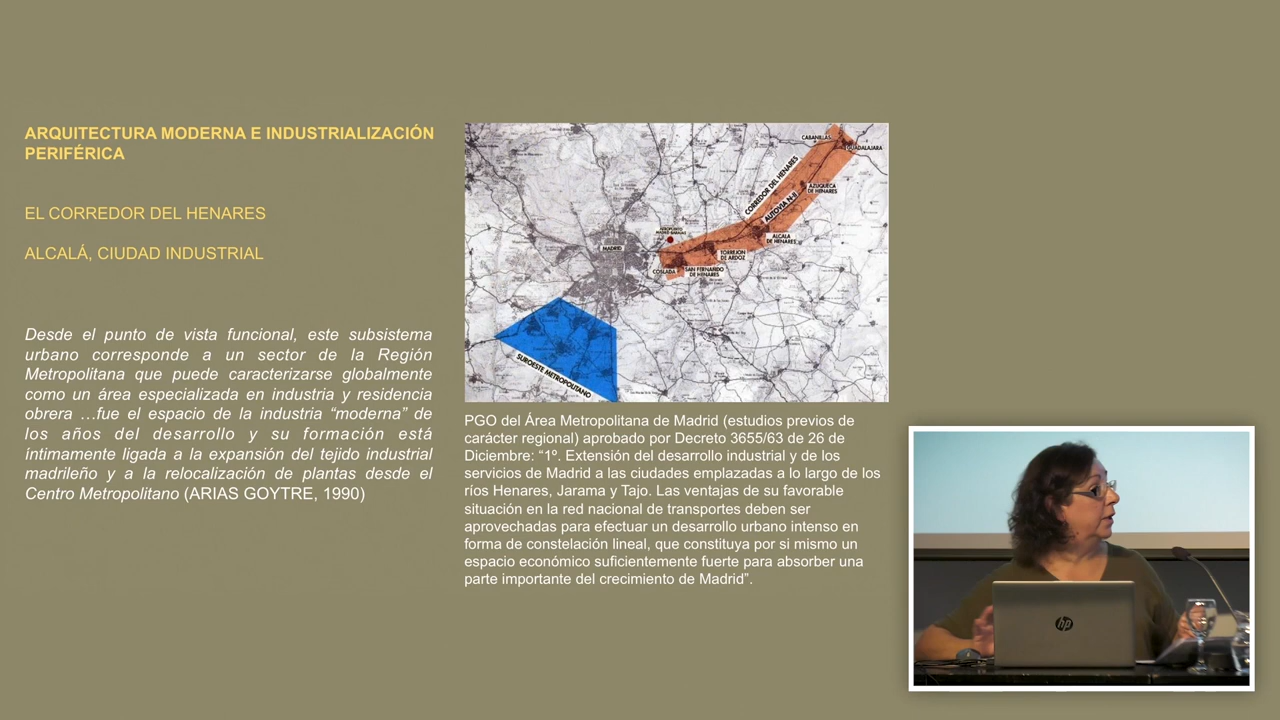 ARQUITECTURA MODERNA E INDUSTRIALIZACIÓN
PERIFÉRICA
EL CORREDOR DEL HENARES
ALCALÁ, CIUDAD INDUSTRIAL
Desde el punto de vista funcional, este subsistema
urbano corresponde a un sector de la Región
Metropolitana que puede caracterizarse globalmente
como un área especializada en industria y residencia
obrera …fue el espacio de la industria “moderna” de
los años del desarrollo y su formación está
íntimamente ligada a la expansión del tejido industrial
madrileño y a la relocalización de plantas desde el
Centro Metropolitano (ARIAS GOYTRE, 1990)
CABANILLAS
GUADALAJARA
CORREDOR DEL HENARES
AZUQUECA
DE HENARES
AUTOVIA N-II
AEROPUERTO
MADRID-BARAJAS
MADRID
ALCALA
DE HENARES
TORREJON
DE ARDOZ
COSLADA
SAN FERNANDO
DE HENARES
SUROESTE METROPOLITANO
PGO del Área Metropolitana de Madrid (estudios previos de
carácter regional) aprobado por Decreto 3655/63 de 26 de
Diciembre: “1º. Extensión del desarrollo industrial y de los
servicios de Madrid a las ciudades emplazadas a lo largo de los
ríos Henares, Jarama y Tajo. Las ventajas de su favorable
situación en la red nacional de transportes deben ser
aprovechadas para efectuar un desarrollo urbano intenso en
forma de constelación lineal, que constituya por si mismo un
espacio económico suficientemente fuerte para absorber una
parte importante del crecimiento de Madrid”.
hp